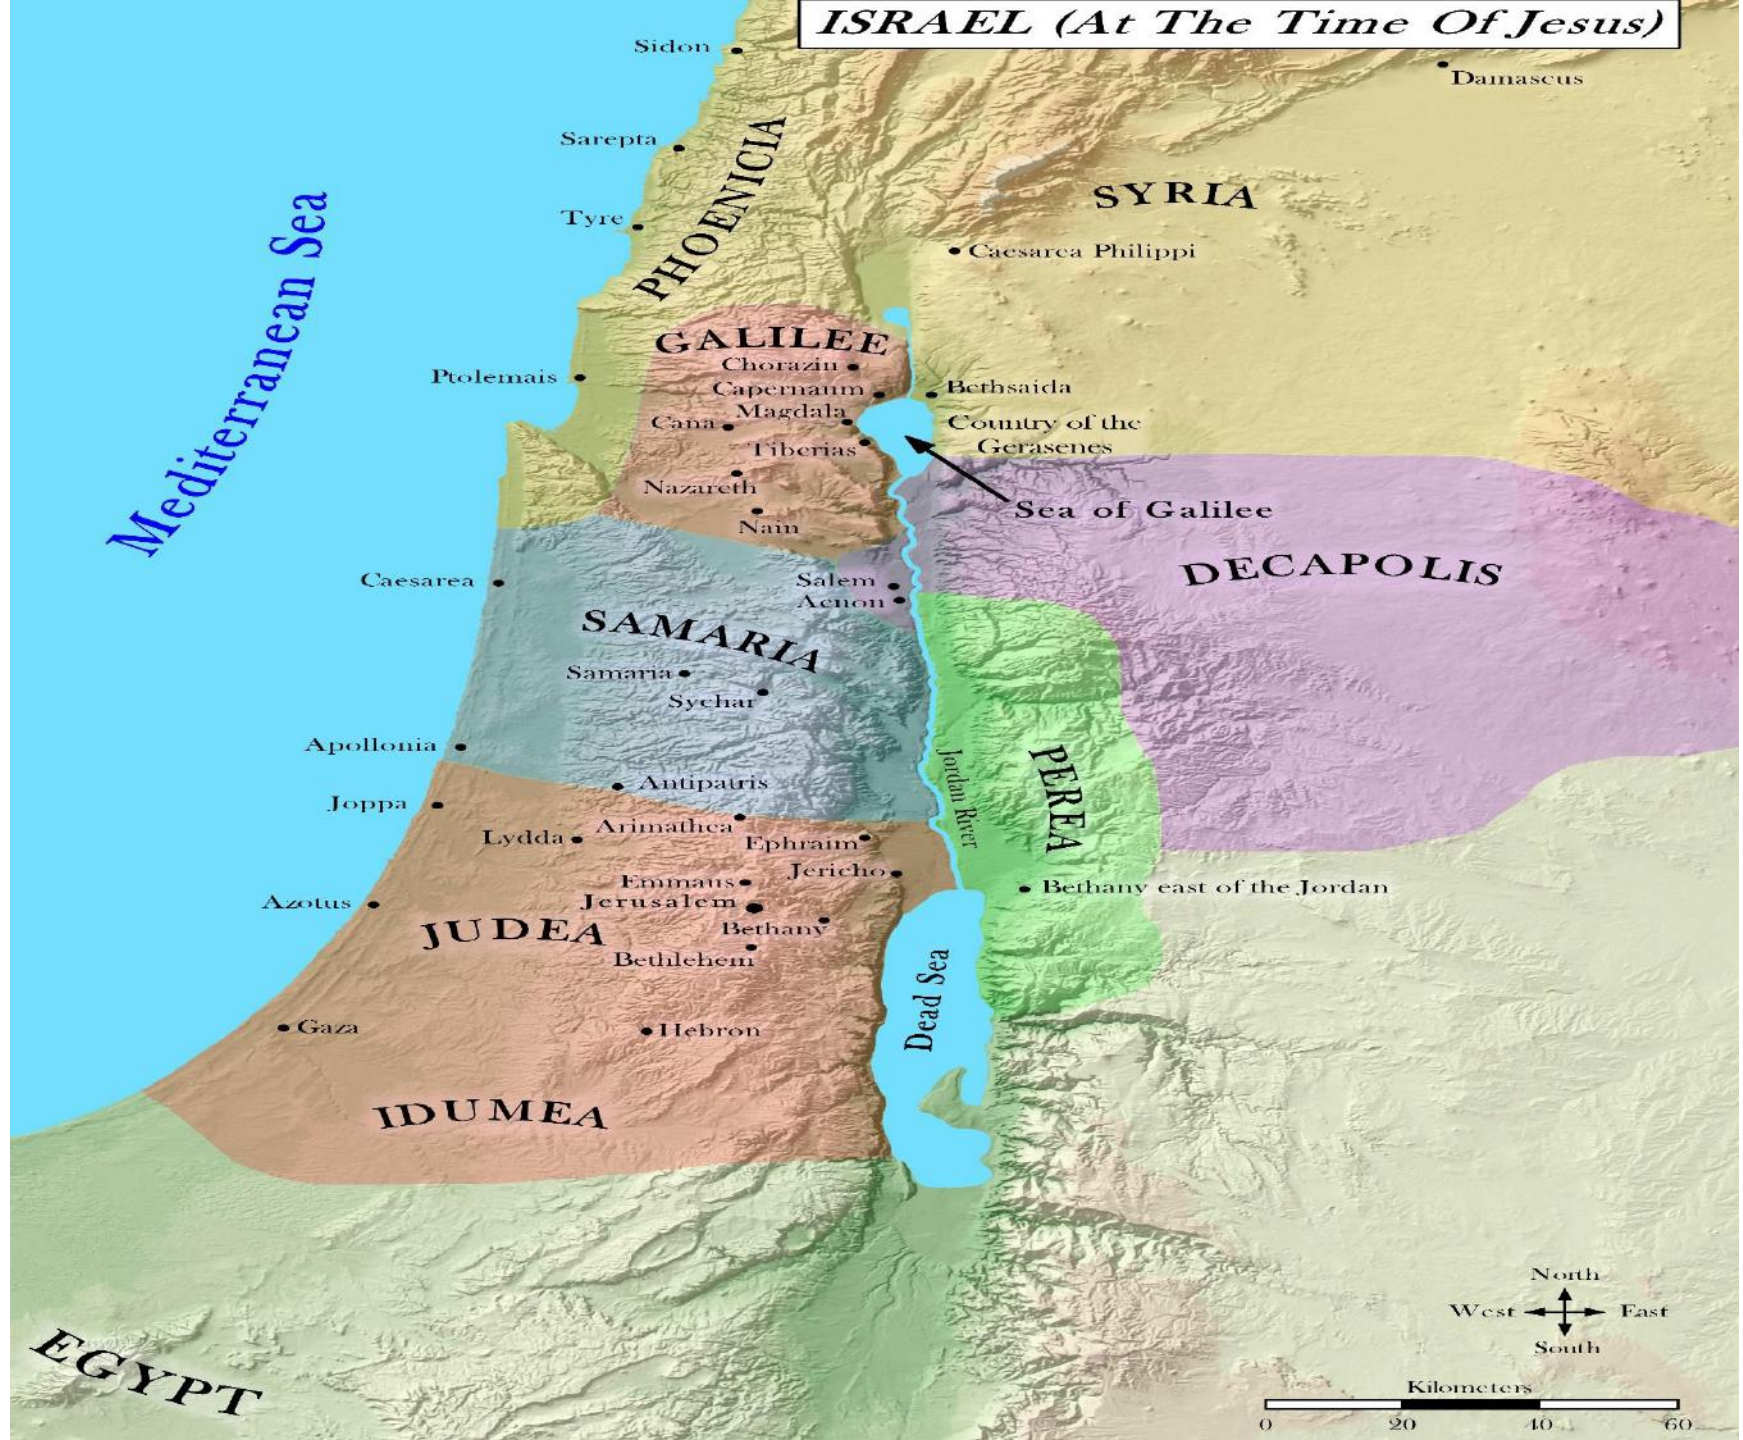 ISRAEL (At The Time Of Jesus)
Sidon
Damascus
Sarepta
PHOENICIA
SYRIA
Tyre
Caesarea Philippi
Mediterranean Sea
GALILEE
Chorazin
Ptolemais
Capernaum
Bethsaida
Magdala
Cana
Country of the
Gerasenes
Tiberias
Nazareth
Sea of Galilee
Nain
DECAPOLIS
Caesarea
Salem
Aenon
SAMARIA
Samaria
Sychar
Apollonia
Jordan River
PEREA
Antipatris
Joppa
Arimathea
Lydda
Ephraim
Jericho
Emmaus
Bethany east of the Jordan
Jerusalem
Azotus
JUDEA
Bethany
Bethlehem
Dead Sea
Gaza
Hebron
IDUMEA
EGYPT
North
West
East
South
Kilometers
0 20 40 60